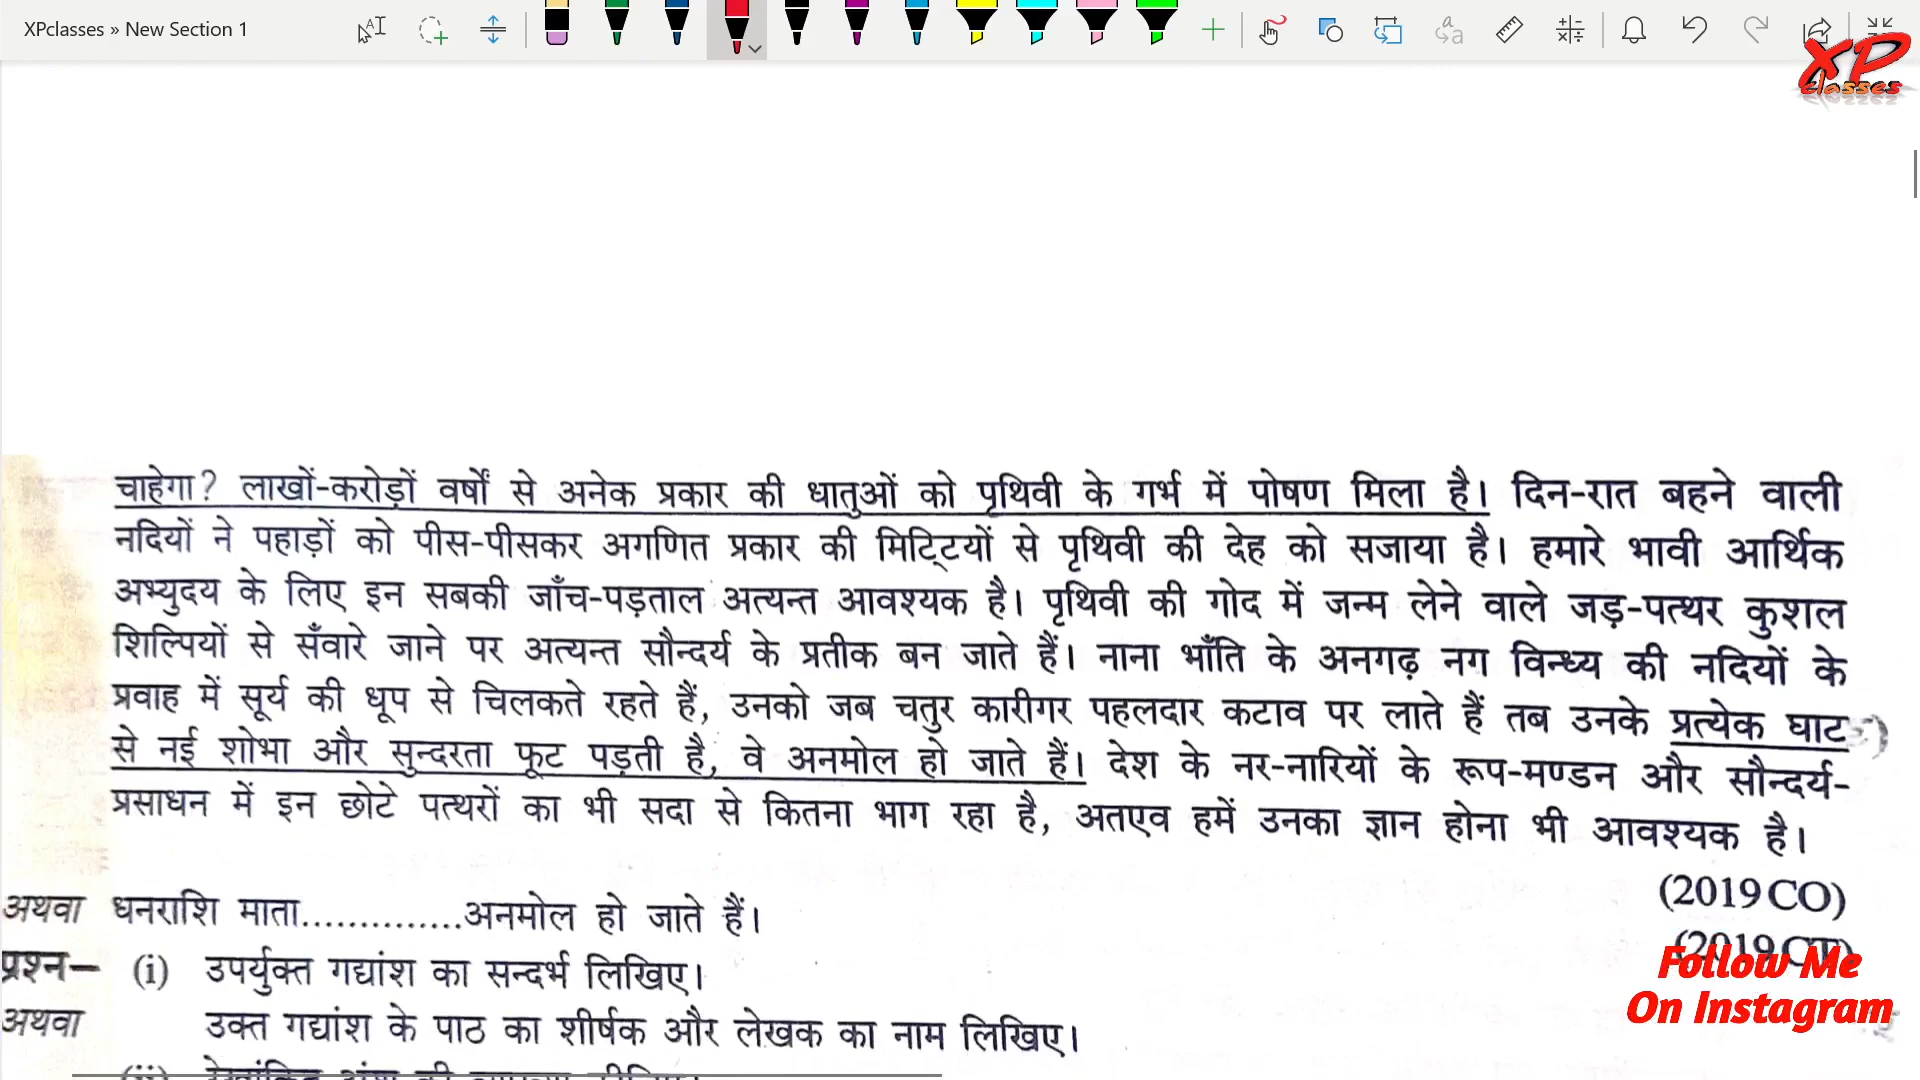 XPclasses » New Section 1
XP
classes
चाहेगा? लाखों-करोड़ों वर्षों से अनेक प्रकार की धातुओं को पृथिवी के गर्भ में पोषण मिला है। दिन-रात बहने वाली
नदियों ने पहाड़ों को पीस-पीसकर अगणित प्रकार की मिट्टियों से पृथिवी की देह को सजाया है। हमारे भावी आर्थिक
अभ्युदय के लिए इन सबकी जाँच-पड़ताल अत्यन्त आवश्यक है। पृथिवी की गोद में जन्म लेने वाले जड़-पत्थर कुशल
शिल्पियों से सँवारे जाने पर अत्यन्त सौन्दर्य के प्रतीक बन जाते हैं। नाना भाँति के अनगढ़ नग विन्ध्य की नदियों के
प्रवाह में सूर्य की धूप से चिलकते रहते हैं, उनको जब चतुर कारीगर पहलदार कटाव पर लाते हैं तब उनके प्रत्येक घाट
से नई शोभा और सुन्दरता फूट पड़ती है, वे अनमोल हो जाते हैं। देश के नर-नारियों के रूप-मण्डन और सौन्दर्य-
प्रसाधन में इन छोटे पत्थरों का भी सदा से कितना भाग रहा है, अतएव हमें उनका ज्ञान होना भी आवश्यक है।
(2019 CO)
अथवा धनराशि माता..............अनमोल हो जाते हैं।
(2019 CT)
प्रश्न– (i) उपर्युक्त गद्यांश का सन्दर्भ लिखिए।
Follow Me
On Instagram
अथवा उक्त गद्यांश के पाठ का शीर्षक और लेखक का नाम लिखिए।